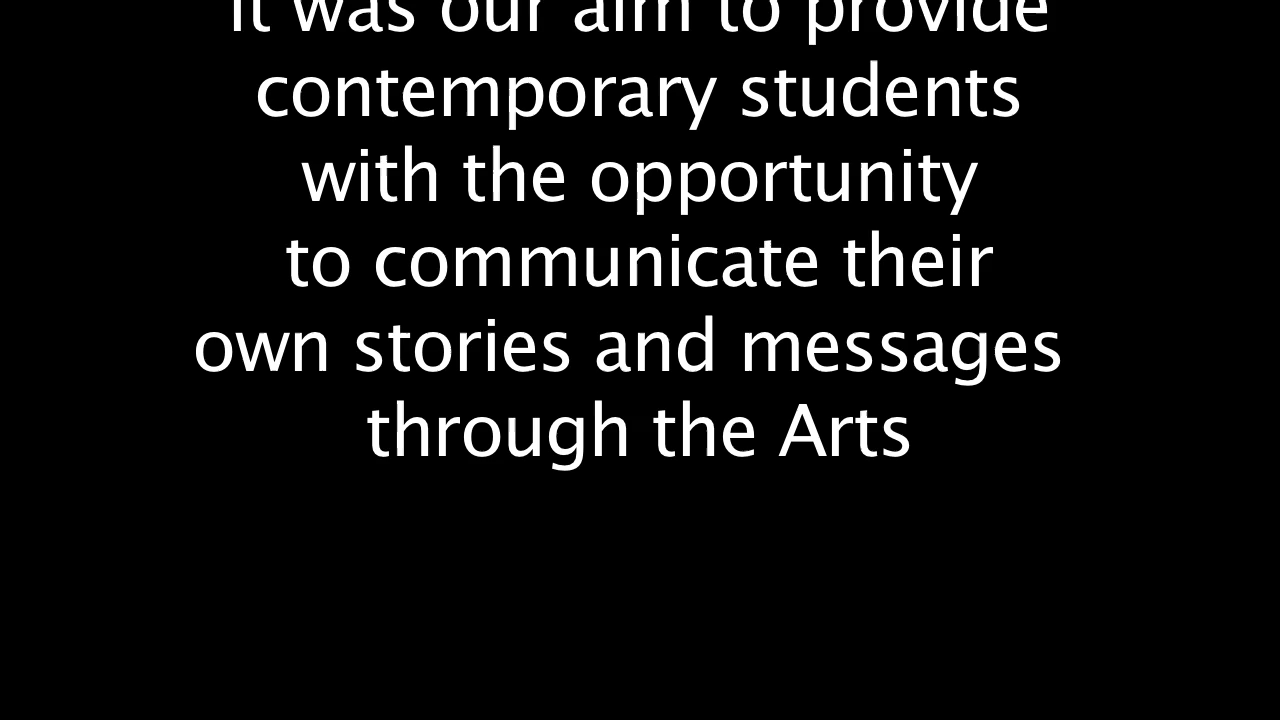 it was our aim to provide
contemporary students
with the opportunity
to communicate their
own stories and messages
through the Arts